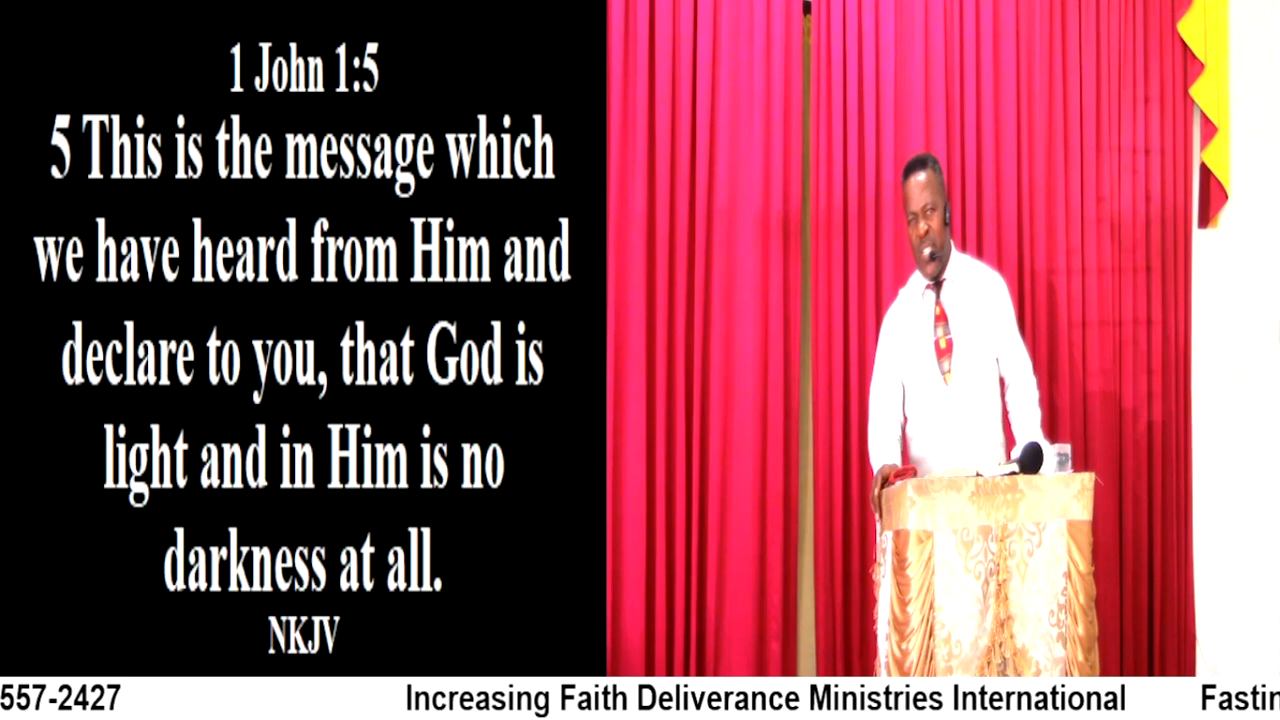 1 John 1:5
5 This is the message which
we have heard from Him and
declare to you, that God is
light and in Him is no
darkness at all.
NKJV
557-2427 Increasing Faith Deliverance Ministries International